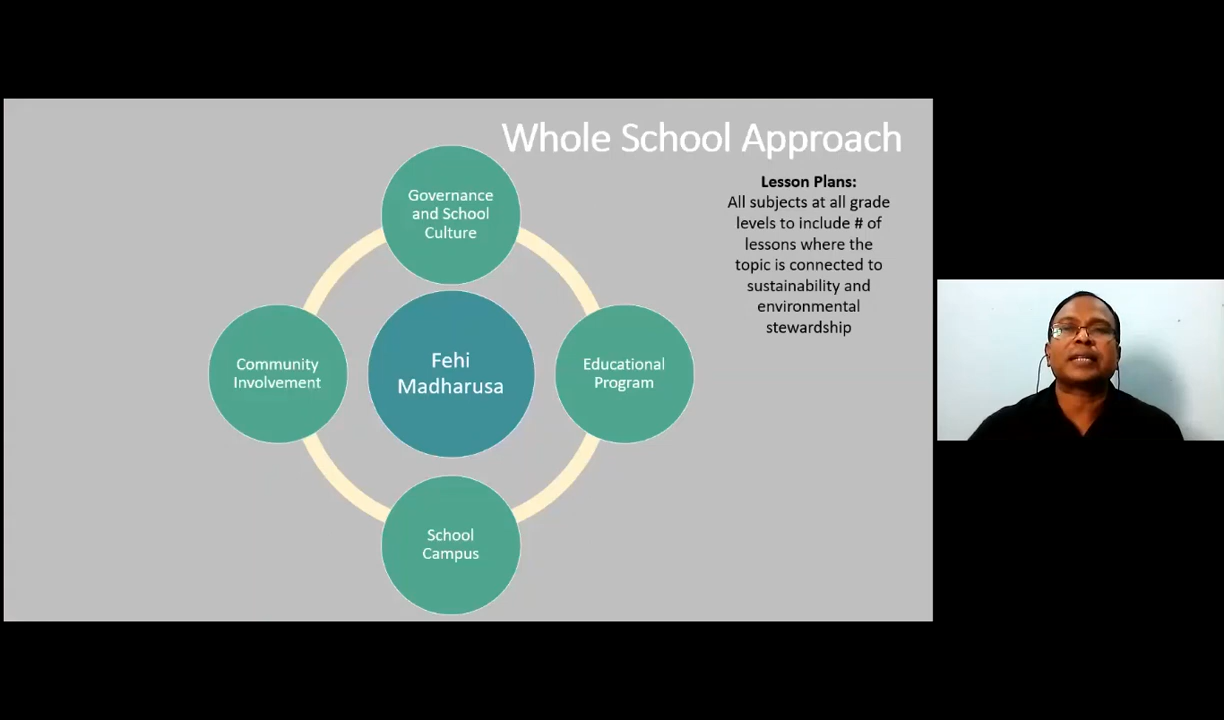 Whole School Approach
Lesson Plans:
All subjects at all grade
levels to include # of
lessons where the
topic is connected to
sustainability and
environmental
stewardship
Governance
and School
Culture
Community
Involvement
Fehi
Madharusa
Educational
Program
School
Campus